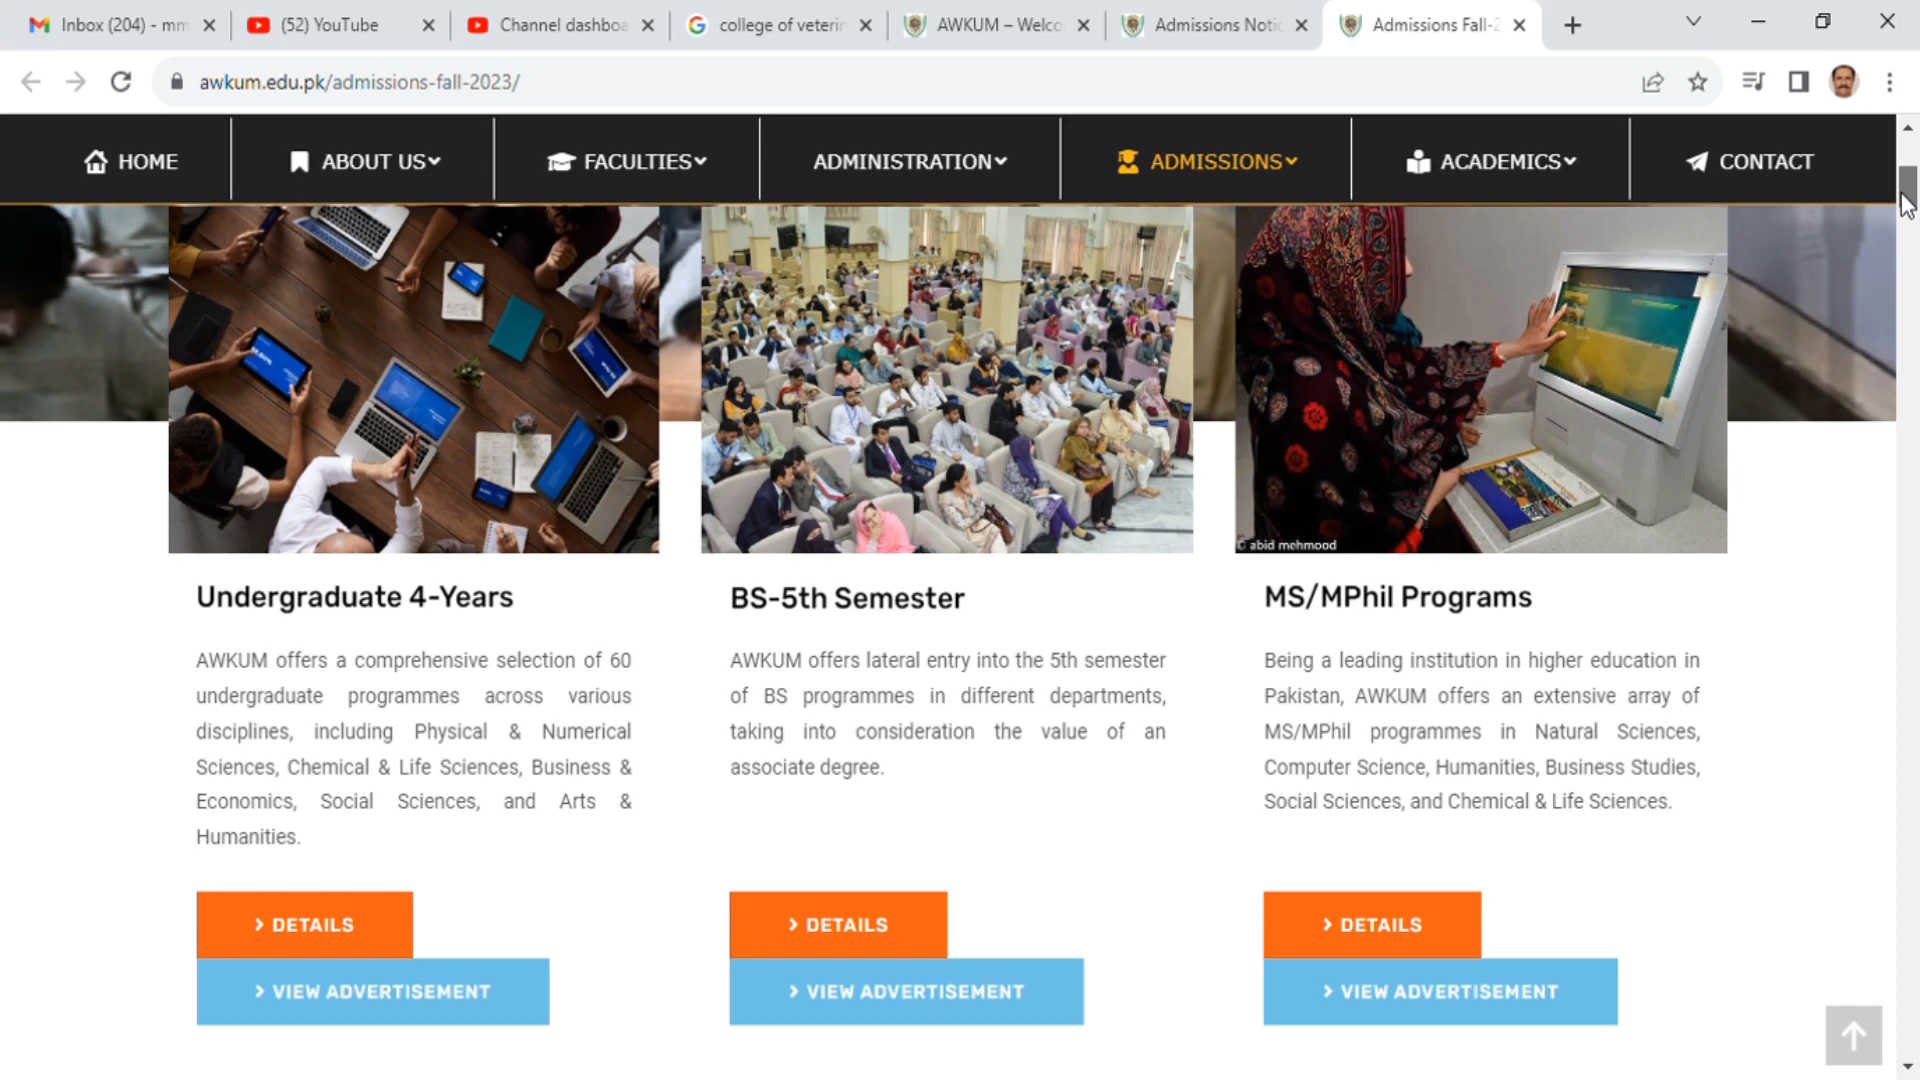 Inbox (204) - mm
(52) YouTube
Channel dashboa
college of veterin
AWKUM – Welco
Admissions Notic
Admissions Fall-2
awkum.edu.pk/admissions-fall-2023/
HOME
ABOUT US
FACULTIES
ADMINISTRATION
ADMISSIONS
ACADEMICS
CONTACT
© abid mehmood
Undergraduate 4-Years
AWKUM offers a comprehensive selection of 60
undergraduate programmes across various
disciplines, including Physical & Numerical
Sciences, Chemical & Life Sciences, Business &
Economics, Social Sciences, and Arts &
Humanities.
> DETAILS
> VIEW ADVERTISEMENT
BS-5th Semester
AWKUM offers lateral entry into the 5th semester
of BS programmes in different departments,
taking into consideration the value of an
associate degree.
> DETAILS
> VIEW ADVERTISEMENT
MS/MPhil Programs
Being a leading institution in higher education in
Pakistan, AWKUM offers an extensive array of
MS/MPhil programmes in Natural Sciences,
Computer Science, Humanities, Business Studies,
Social Sciences, and Chemical & Life Sciences.
> DETAILS
> VIEW ADVERTISEMENT